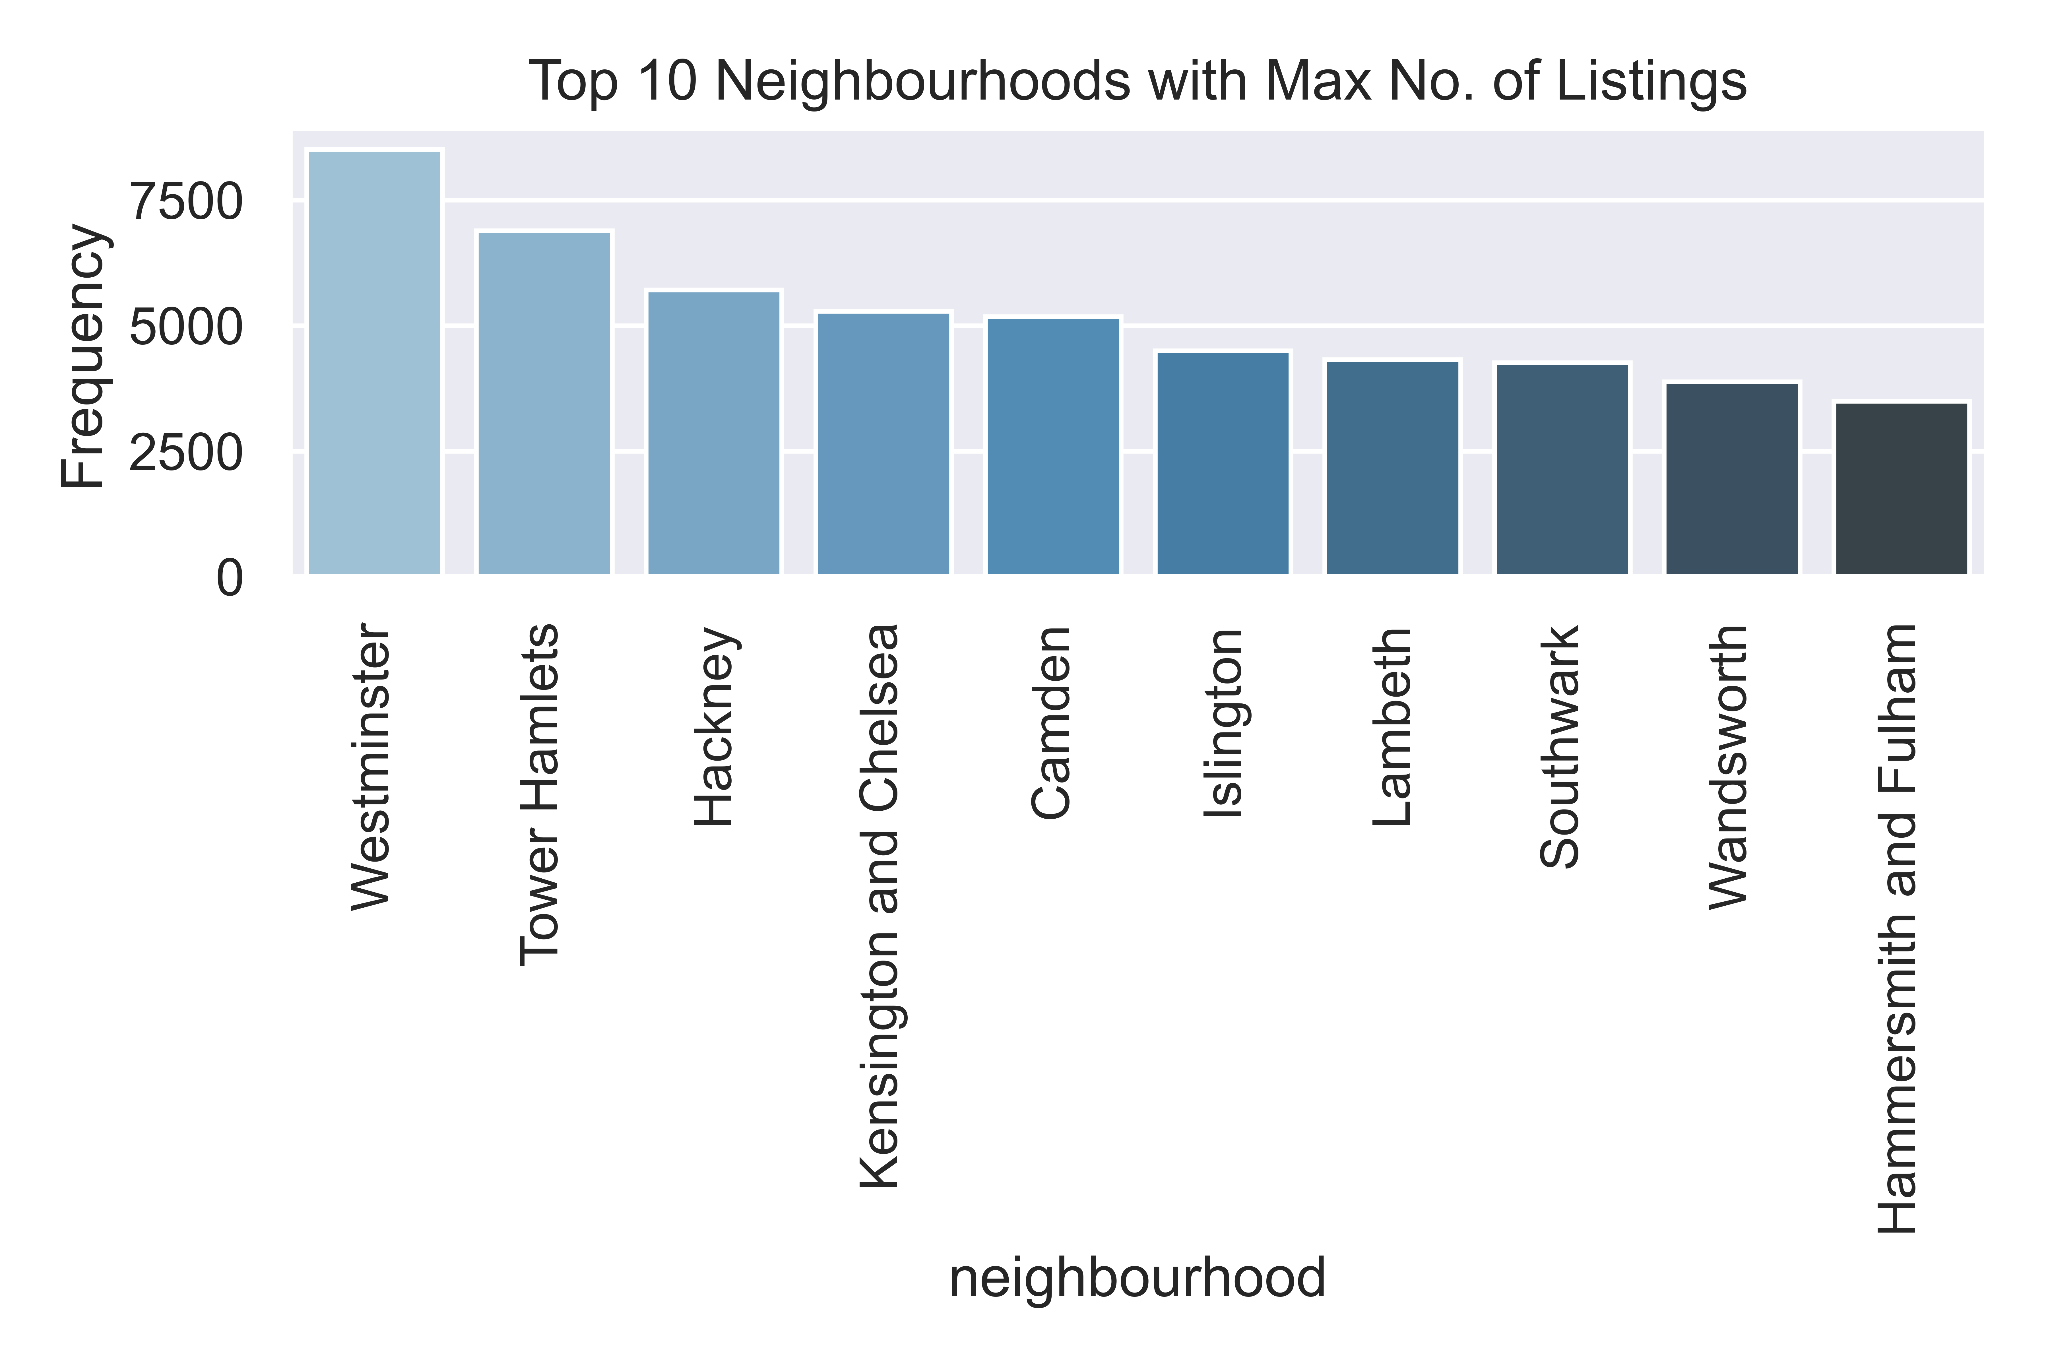 Top 10 Neighbourhoods with Max No. of Listings
Frequency
7500
5000
2500
0
Westminster
Tower Hamlets
Hackney
Kensington and Chelsea
Camden
Islington
Lambeth
Southwark
Wandsworth
Hammersmith and Fulham
neighbourhood